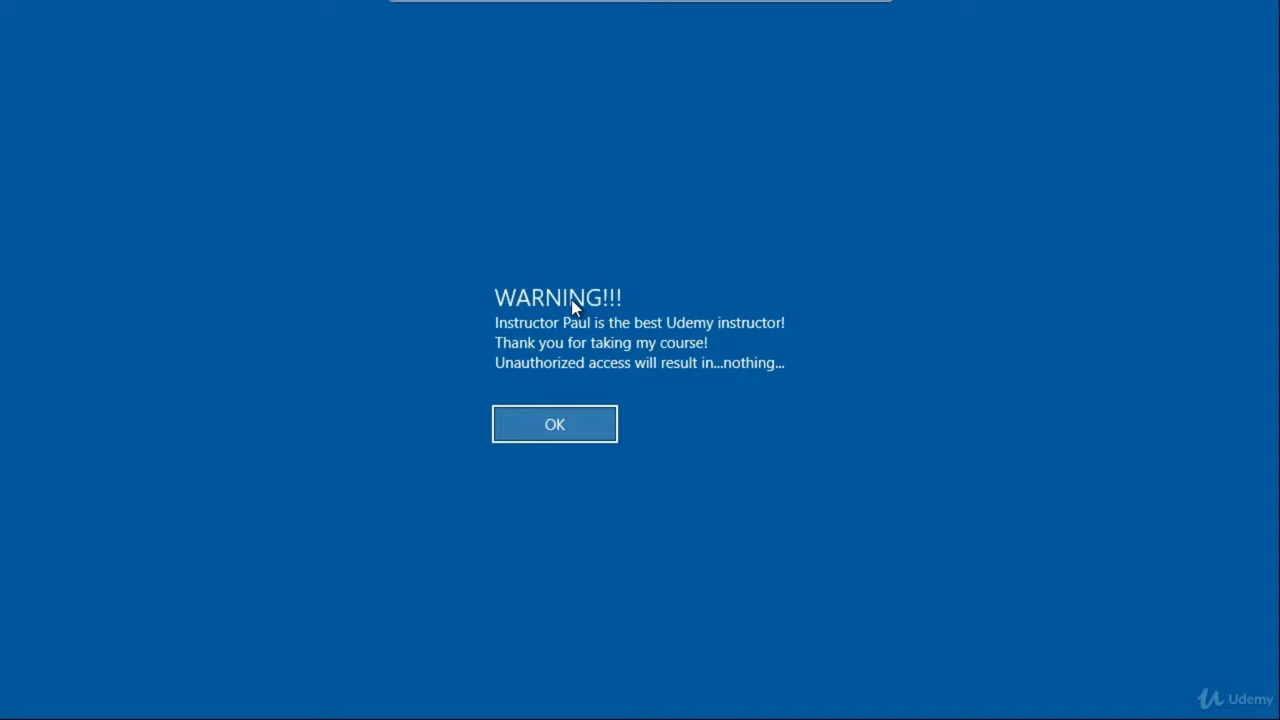 WARNING!!!
Instructor Paul is the best Udemy instructor!
Thank you for taking my course!
Unauthorized access will result in...nothing...
OK
Udemy